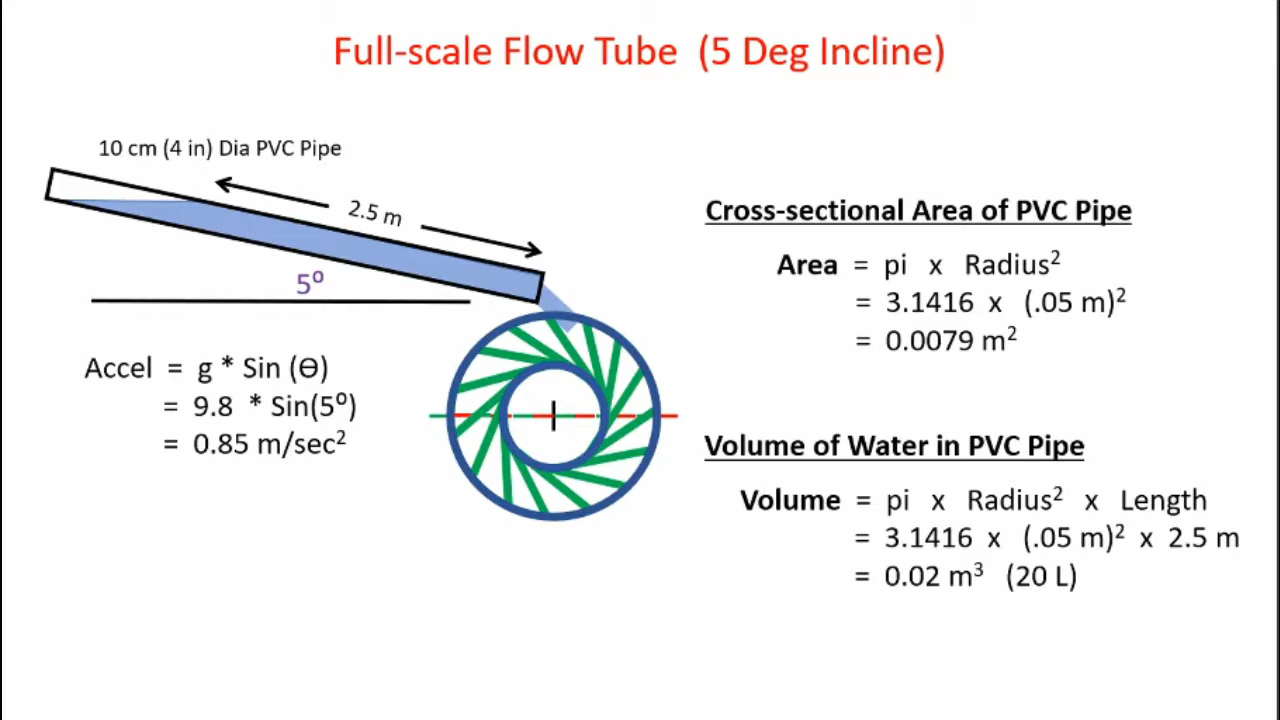 Full-scale Flow Tube (5 Deg Incline)
10 cm (4 in) Dia PVC Pipe
2.5 m
5⁰
Accel = g * Sin (Ɵ)
= 9.8 * Sin(5⁰)
= 0.85 m/sec²
Cross-sectional Area of PVC Pipe
Area = pi x Radius²
= 3.1416 x (.05 m)²
= 0.0079 m²
Volume of Water in PVC Pipe
Volume = pi x Radius² x Length
= 3.1416 x (.05 m)² x 2.5 m
= 0.02 m³ (20 L)